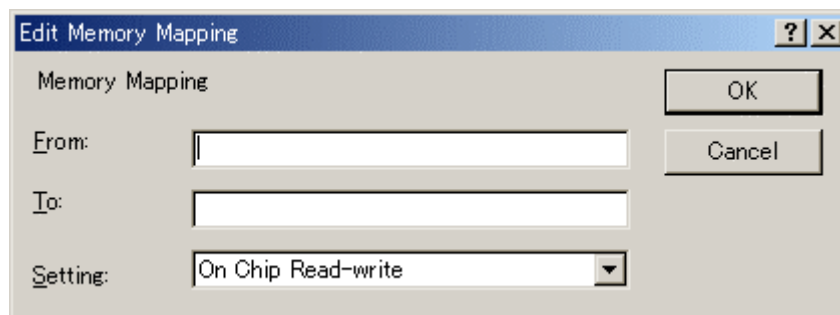 Edit Memory Mapping
Memory Mapping
OK
From:
Cancel
To:
Setting:
On Chip Read-write